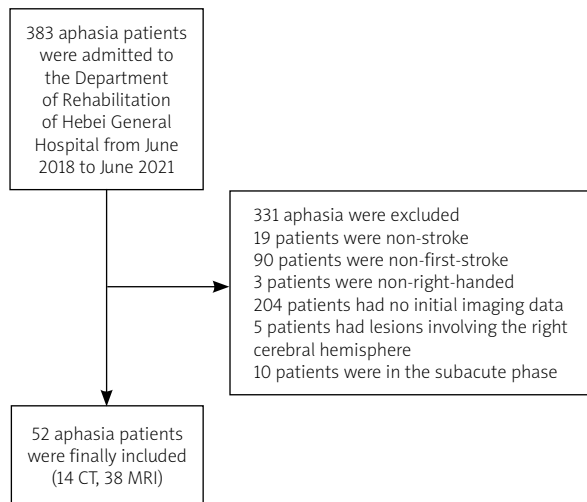 383 aphasia patients
were admitted to
the Department
of Rehabilitation
of Hebei General
Hospital from June
2018 to June 2021
331 aphasia were excluded
19 patients were non-stroke
90 patients were non-first-stroke
3 patients were non-right-handed
204 patients had no initial imaging data
5 patients had lesions involving the right
cerebral hemisphere
10 patients were in the subacute phase
52 aphasia patients
were finally included
(14 CT, 38 MRI)